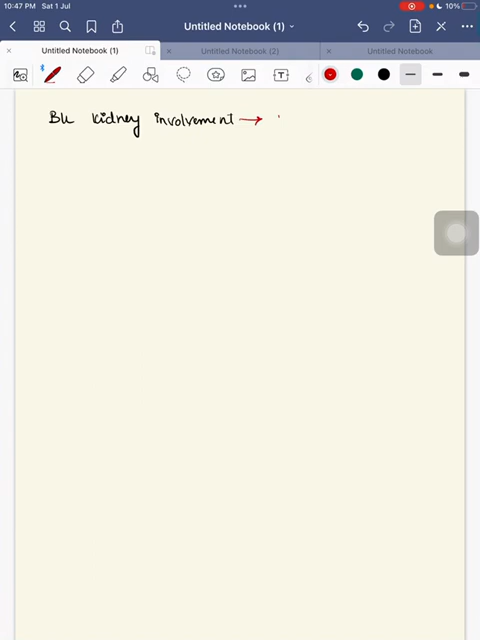 10:47 PM Sat 1 Jul 10%
Untitled Notebook (1)
Untitled Notebook (1) Untitled Notebook (2) Untitled Notebook
T
kidney involvement →